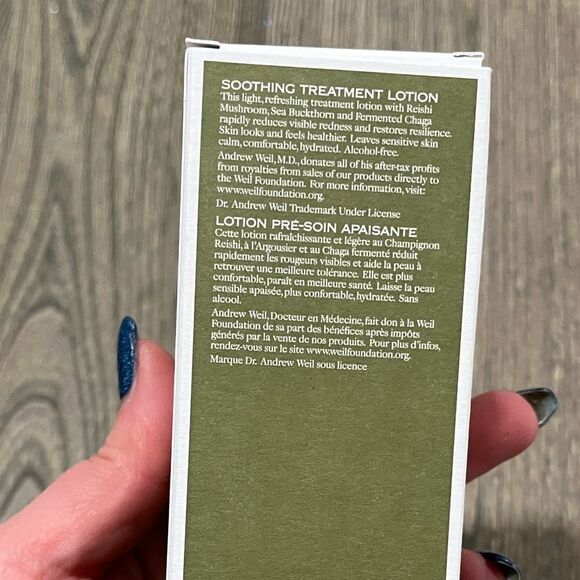 SOOTHING TREATMENT LOTION
This light, refreshing treatment lotion with Reishi
Mushroom, Sea Buckthorn and Fermented Chaga
rapidly reduces visible redness and restores resilience.
Skin looks and feels healthier. Leaves sensitive skin
calm, comfortable, hydrated. Alcohol-free.
Andrew Weil, M.D., donates all of his after-tax profits
from royalties from sales of our products directly to
the Weil Foundation. For more information, visit:
www.weilfoundation.org.
Dr. Andrew Weil Trademark Under License
LOTION PRÉ-SOIN APAISANTE
Cette lotion rafraîchissante et légère au Champignon
Reishi, à l'Argousier et au Chaga fermenté réduit
rapidement les rougeurs visibles et aide la peau à
retrouver une meilleure tolérance. Elle est plus
confortable, paraît en meilleure santé. Laisse la peau
sensible apaisée, plus confortable, hydratée. Sans
alcool.
Andrew Weil, Docteur en Médecine, fait don à la Weil
Foundation de sa part des bénéfices après impôts
générés par la vente de nos produits. Pour plus d'infos,
rendez-vous sur le site www.weilfoundation.org.
Marque Dr. Andrew Weil sous licence